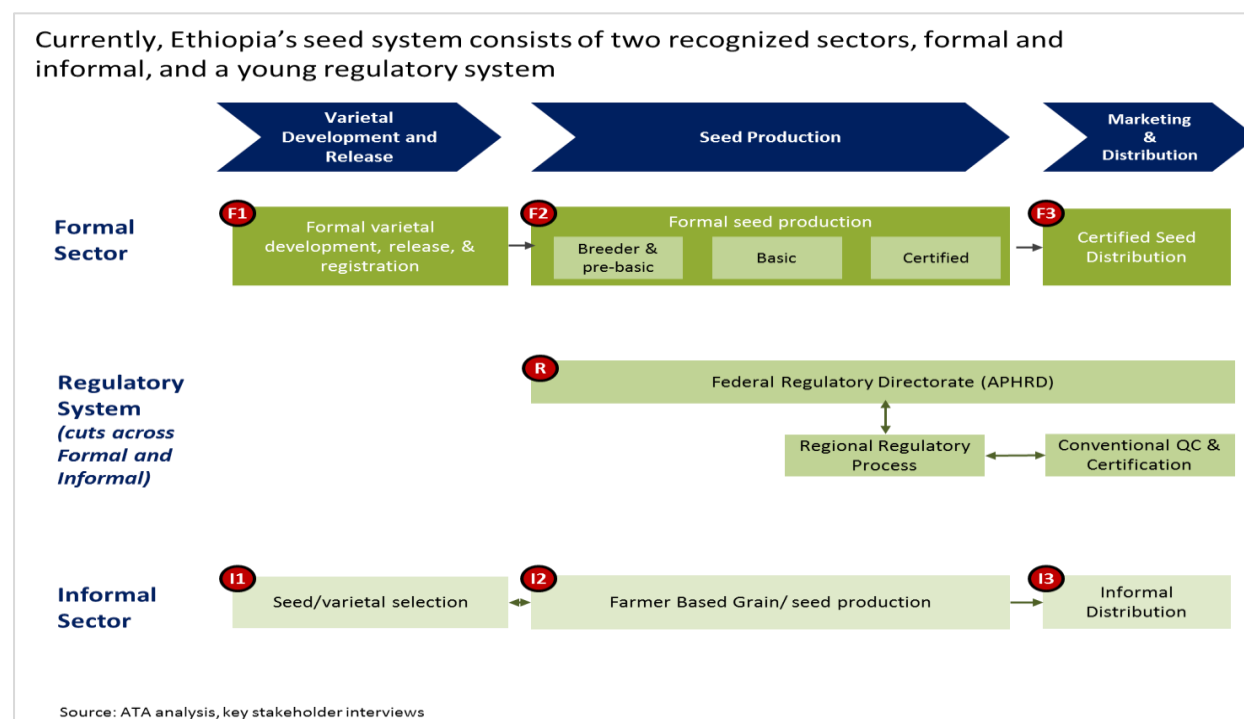 Currently, Ethiopia's seed system consists of two recognized sectors, formal and
informal, and a young regulatory system
Varietal
Development and
Release
Seed Production
Marketing
&
Distribution
Formal
Sector
F1
Formal varietal
development, release, &
registration
F2
Formal seed production
Breeder &
pre-basic
Basic
Certified
F3
Certified Seed
Distribution
Regulatory
System
(cuts across
Formal and
Informal)
R
Federal Regulatory Directorate (APHRD)
Regional Regulatory
Process
Conventional QC &
Certification
Informal
Sector
I1
Seed/varietal selection
I2
Farmer Based Grain/ seed production
I3
Informal
Distribution
Source: ATA analysis, key stakeholder interviews